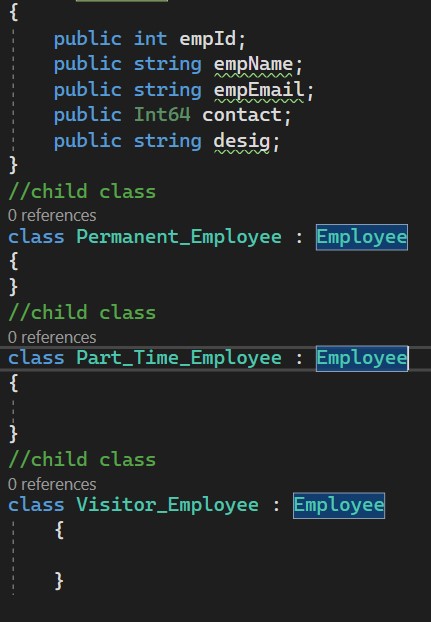 {
public int empId;
public string empName;
public string empEmail;
public Int64 contact;
public string desig;
}
//child class
0 references
class Permanent_Employee : Employee
{
}
//child class
0 references
class Part_Time_Employee : Employee
{
}
//child class
0 references
class Visitor_Employee : Employee
{
}